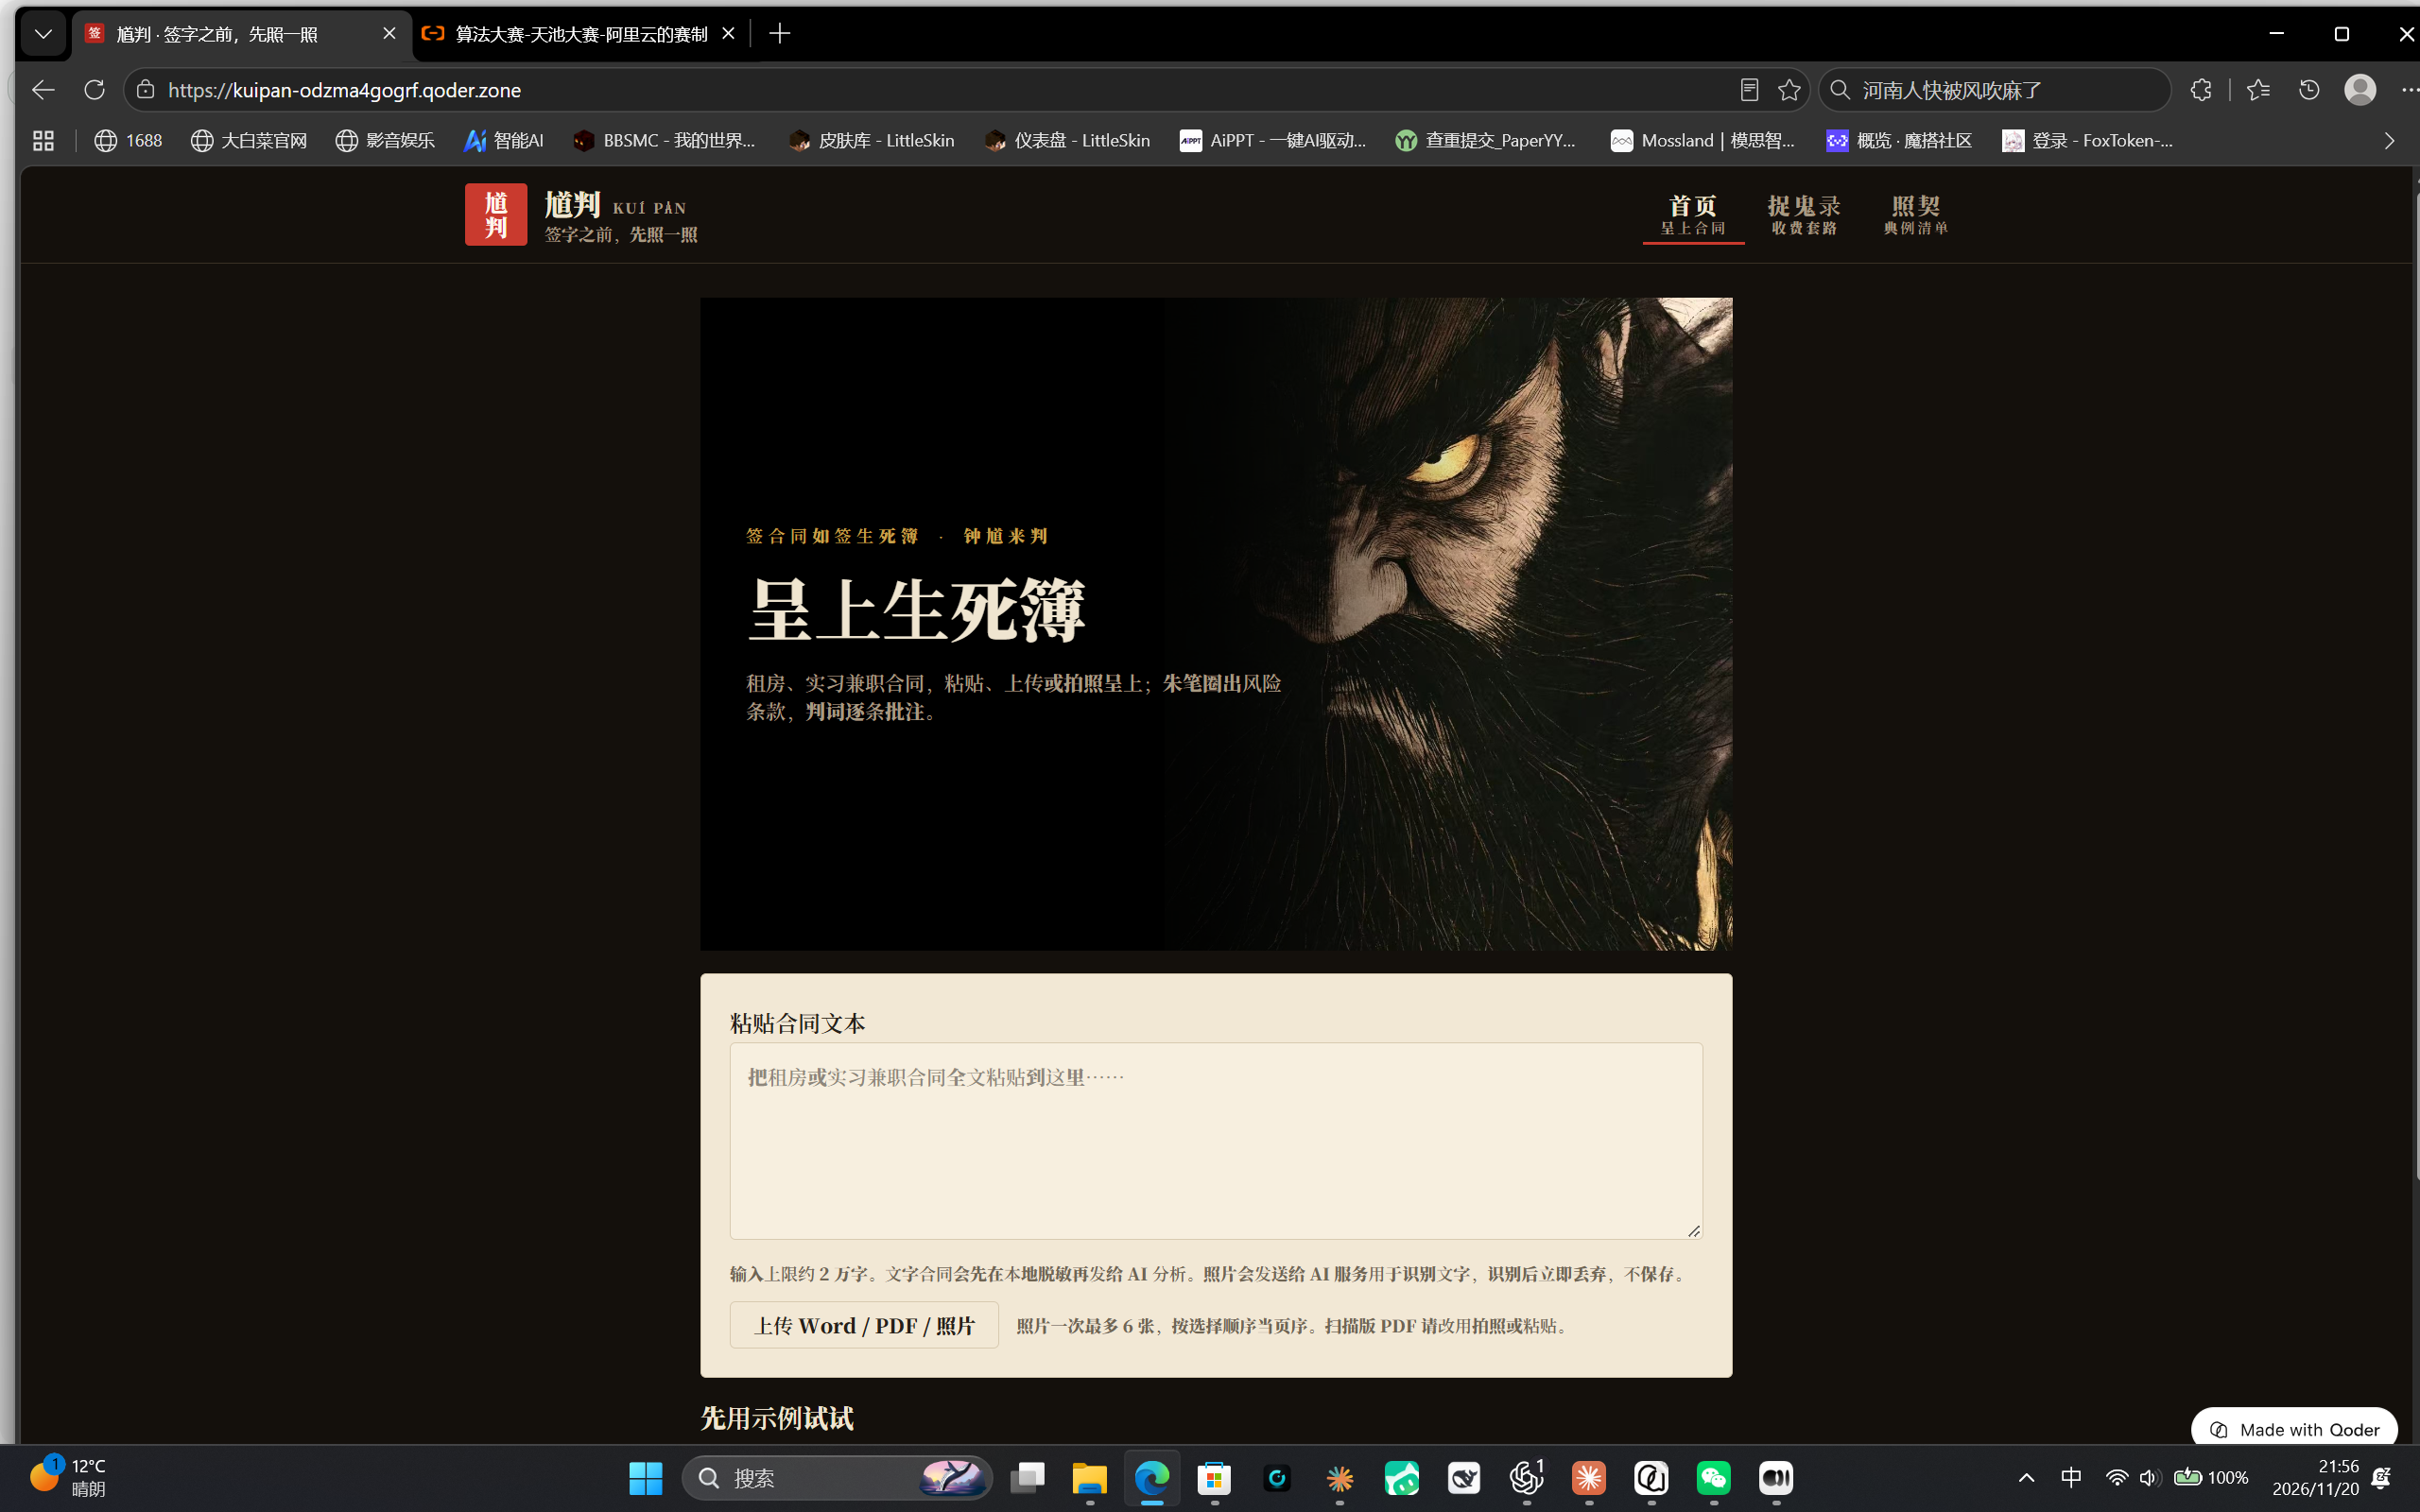 签 馗判 · 签字之前，先照一照
算法大赛-天池大赛-阿里云的赛制
https://kuipan-odzma4gogrf.qoder.zone
河南人快被风吹麻了
1688 大白菜官网 影音娱乐 智能AI BBSMC - 我的世界... 皮肤库 - LittleSkin 仪表盘 - LittleSkin AiPPT - 一键AI驱动... 查重提交_PaperYY... Mossland | 模思智... 概览 · 魔搭社区 登录 - FoxToken-...
馗判
馗判 KUÍ PÀN
签字之前，先照一照
首页 捉鬼录 照契
呈上合同 收费套路 典例清单
签合同如签生死簿 · 钟馗来判
呈上生死簿
租房、实习兼职合同，粘贴、上传或拍照呈上；朱笔圈出风险
条款，判词逐条批注。
粘贴合同文本
把租房或实习兼职合同全文粘贴到这里……
输入上限约 2 万字。文字合同会先在本地脱敏再发给 AI 分析。照片会发送给 AI 服务用于识别文字，识别后立即丢弃，不保存。
上传 Word / PDF / 照片
照片一次最多 6 张，按选择顺序当页序。扫描版 PDF 请改用拍照或粘贴。
先用示例试试
Made with Qoder
1
12°C
晴朗
搜索
1
中
100%
21:56
2026/11/20